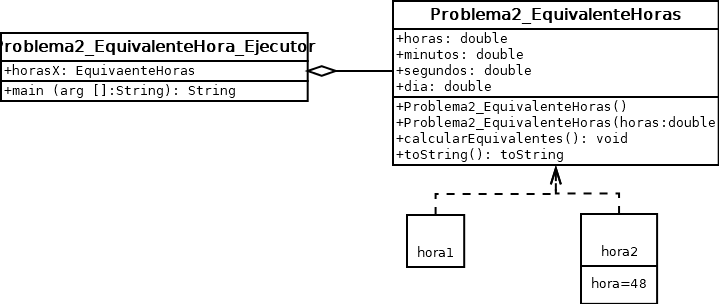 Problema2_EquivalenteHora_Ejecutor
+horasX: EquivaenteHoras
+main (arg []:String): String
Problema2_EquivalenteHoras
+horas: double
+minutos: double
+segundos: double
+dia: double
+Problema2_EquivalenteHoras()
+Problema2_EquivalenteHoras(horas:double
+calcularEquivalentes(): void
+toString(): toString
hora1
hora2
hora=48